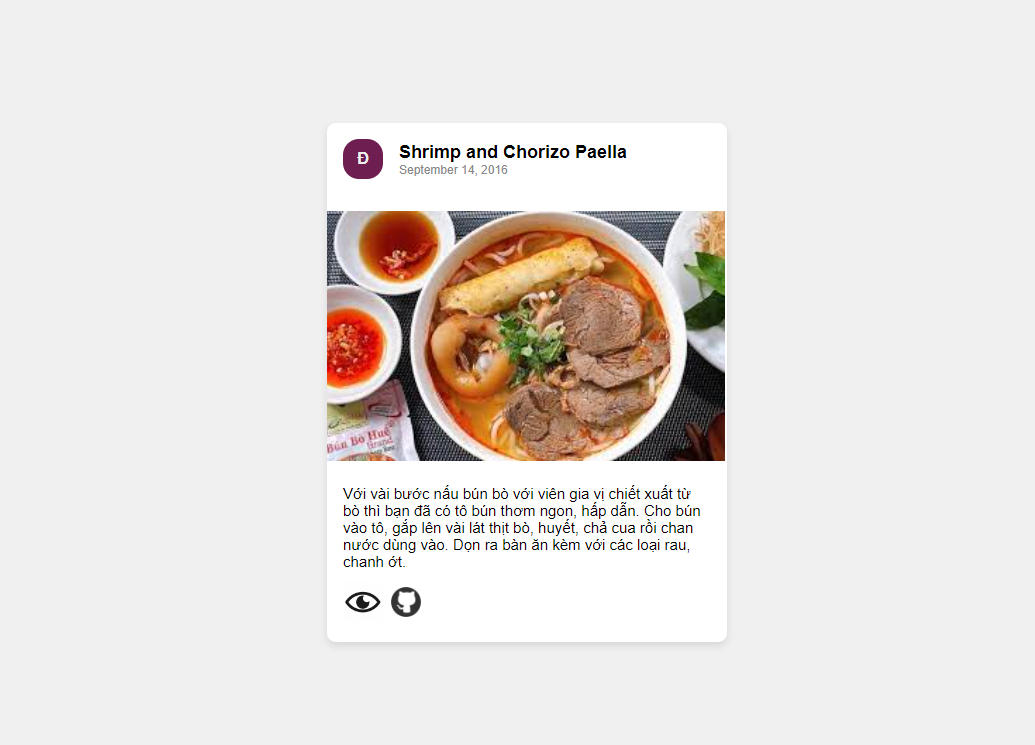 Đ
Shrimp and Chorizo Paella
September 14, 2016
Bún Bò Huế
Brand
Với vài bước nấu bún bò với viên gia vị chiết xuất từ
bò thì bạn đã có tô bún thơm ngon, hấp dẫn. Cho bún
vào tô, gắp lên vài lát thịt bò, huyết, chả cua rồi chan
nước dùng vào. Dọn ra bàn ăn kèm với các loại rau,
chanh ớt.